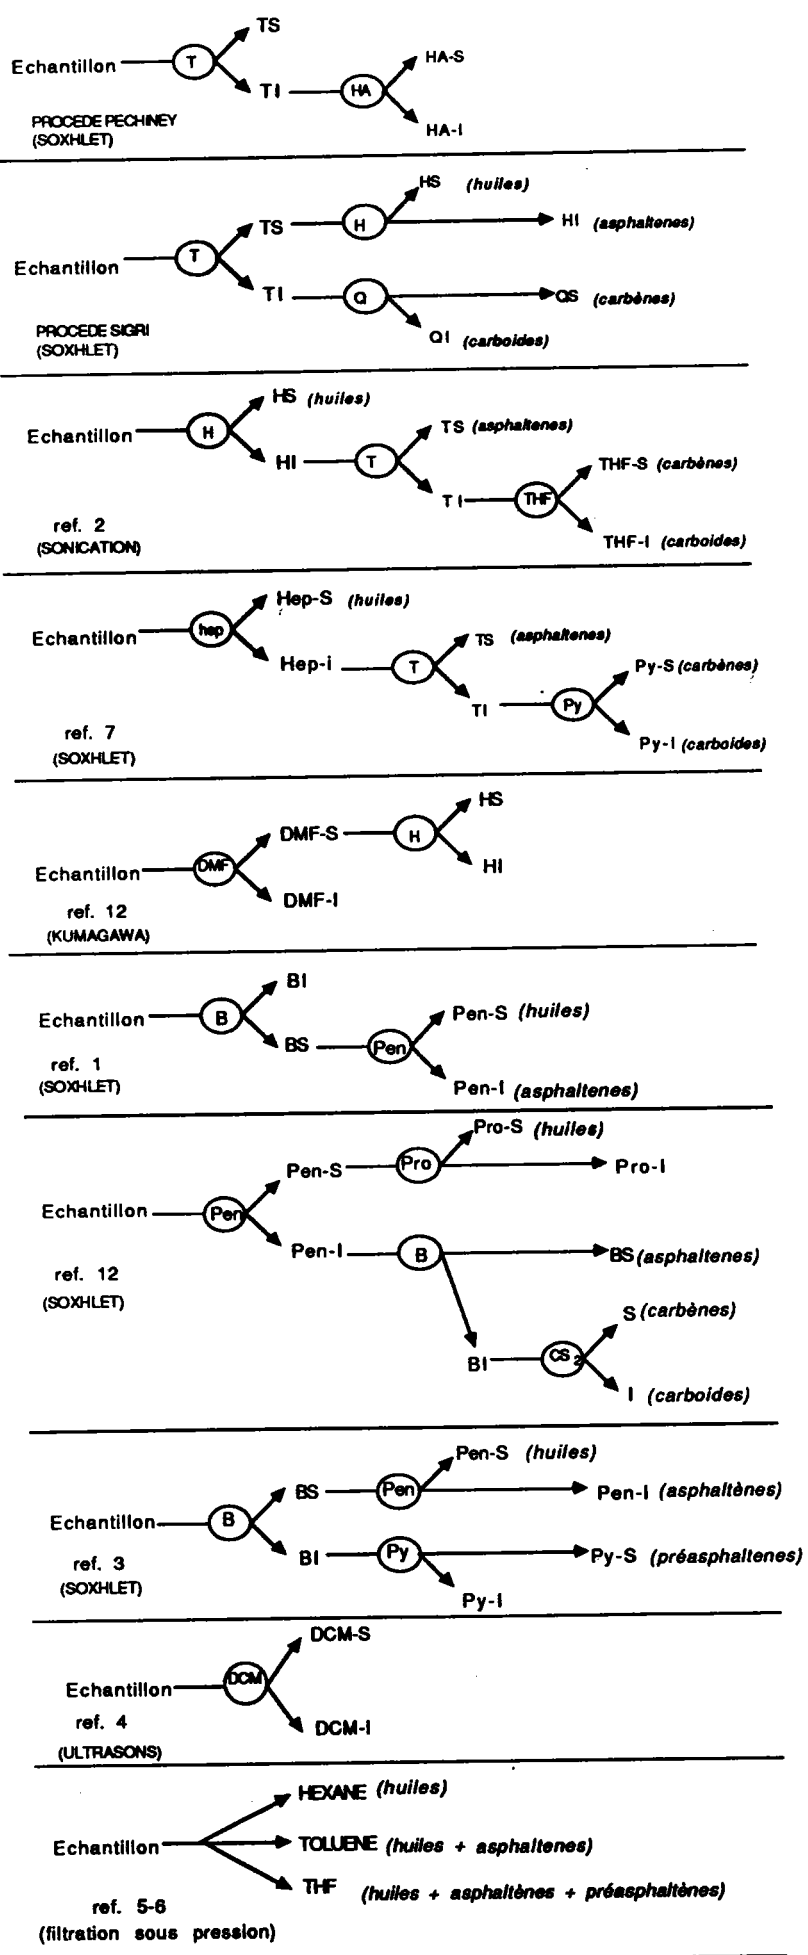 TS
Echantillon T
TI HA HA-S
HA-I
PROCEDE PECHINEY
(SOXHLET)
HS (huiles)
TS H HI (asphaltenes)
Echantillon T
TI Q QS (carbènes)
QI (carboides)
PROCEDE SIGRI
(SOXHLET)
HS (huiles)
Echantillon H
HI T TS (asphaltenes)
TI THF THF-S (carbènes)
THF-I (carboides)
ref. 2
(SONICATION)
Hep-S (huiles)
Echantillon hep
Hep-i T TS (asphaltenes)
TI Py Py-S (carbènes)
Py-I (carboides)
ref. 7
(SOXHLET)
HS
DMF-S H
HI
Echantillon DMF
DMF-I
ref. 12
(KUMAGAWA)
BI
Echantillon B
BS Pen Pen-S (huiles)
Pen-I (asphaltenes)
ref. 1
(SOXHLET)
Pro-S (huiles)
Pen-S Pro Pro-I
Echantillon Pen
Pen-I B BS (asphaltenes)
ref. 12
(SOXHLET)
S (carbènes)
BI CS2
I (carboides)
Pen-S (huiles)
BS Pen Pen-I (asphaltènes)
Echantillon B
BI Py Py-S (préasphaltenes)
Py-I
ref. 3
(SOXHLET)
DCM-S
Echantillon DCM
DCM-I
ref. 4
(ULTRASONS)
HEXANE (huiles)
Echantillon TOLUENE (huiles + asphaltenes)
THF (huiles + asphaltènes + préasphaltènes)
ref. 5-6
(filtration sous pression)